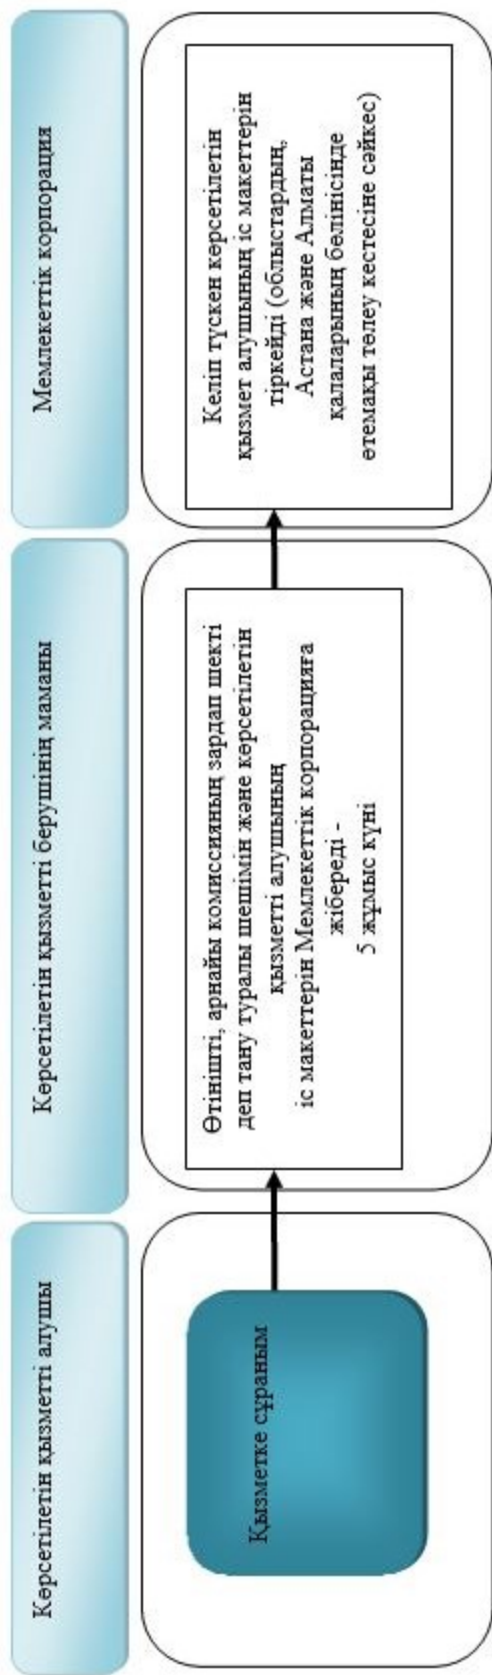 Көрсетілетін қызметті алушы
Көрсетілетін қызметті берушінің маманы
Мемлекеттік корпорация
Қызметке сұраным
Өтінішті, арнайы комиссияның зардап шекті
деп тану туралы шешімін және көрсетілетін
қызметті алушының
іс макеттерін Мемлекеттік корпорацияға
жібереді -
5 жұмыс күні
Келіп түскен көрсетілетін
қызмет алушының іс макеттерін
тіркейді (облыстардың,
Астана және Алматы
қалаларының бөлінісінде
өтемақы төлеу кестесіне сәйкес)